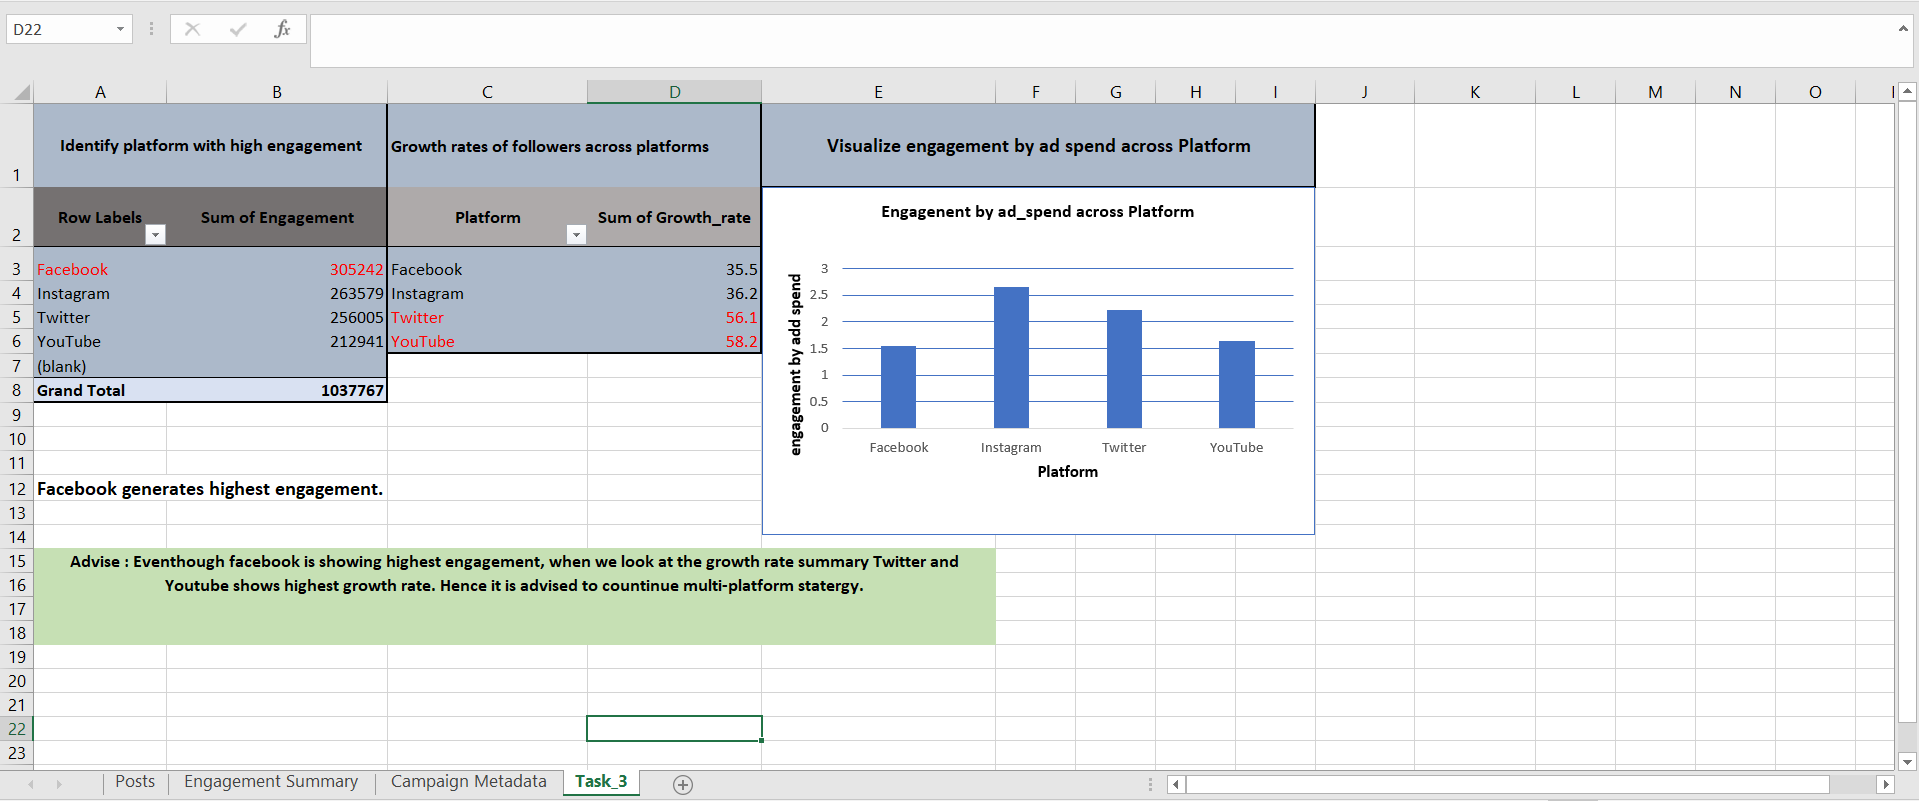 D22
fx
A B C D E F G H I J K L M N O
1 Identify platform with high engagement Growth rates of followers across platforms Visualize engagement by ad spend across Platform
2 Row Labels Sum of Engagement Platform Sum of Growth_rate
3 Facebook 305242 Facebook 35.5
4 Instagram 263579 Instagram 36.2
5 Twitter 256005 Twitter 56.1
6 YouTube 212941 YouTube 58.2
7 (blank)
8 Grand Total 1037767
9
10
11
12 Facebook generates highest engagement.
13
14
Engagenent by ad_spend across Platform
engagement by add spend
3
2.5
2
1.5
1
0.5
0
Facebook Instagram Twitter YouTube
Platform
15 Advise : Eventhough facebook is showing highest engagement, when we look at the growth rate summary Twitter and
16 Youtube shows highest growth rate. Hence it is advised to countinue multi-platform statergy.
17
18
19
20
21
22
23
Posts Engagement Summary Campaign Metadata Task_3